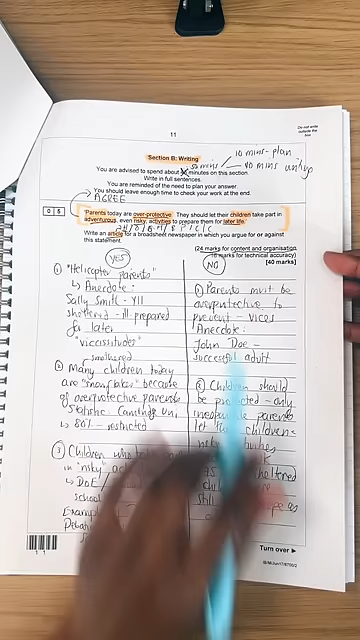 11
Do not write
outside the
box
Section B: Writing
50 mins
10 mins - plan
40 mins
You are advised to spend about minutes on this section.
Write in full sentences.
You are reminded of the need to plan your answer.
You should leave enough time to check your work at the end.
AGREE
0 5
'Parents today are over-protective. They should let their children take part in
adventurous, even risky, activities to prepare them for later life.'
Write an article for a broadsheet newspaper in which you argue for or against
this statement.
(24 marks for content and organisation
16 marks for technical accuracy)
[40 marks]
YES
NO
① "Helicopter parents"
↳ Anecdote:
Sally Smith - Y11
sheltered - ill prepared
for later
"vicissitudes"
smothered
② Many children today
are "snowflakes" because
of overprotective parents
Statistic: Cambridge Uni
↳ 80% - restricted
③ Children who
in "risky"
↳ DoE /
school
① Parents must be
overprotective to
prevent - vices
Anecdote:
John Doe -
successful adult
② Children should
be protected - only
parents
let their children
Still
Turn over ►
IB/M/Jun17/8700/2
1 1